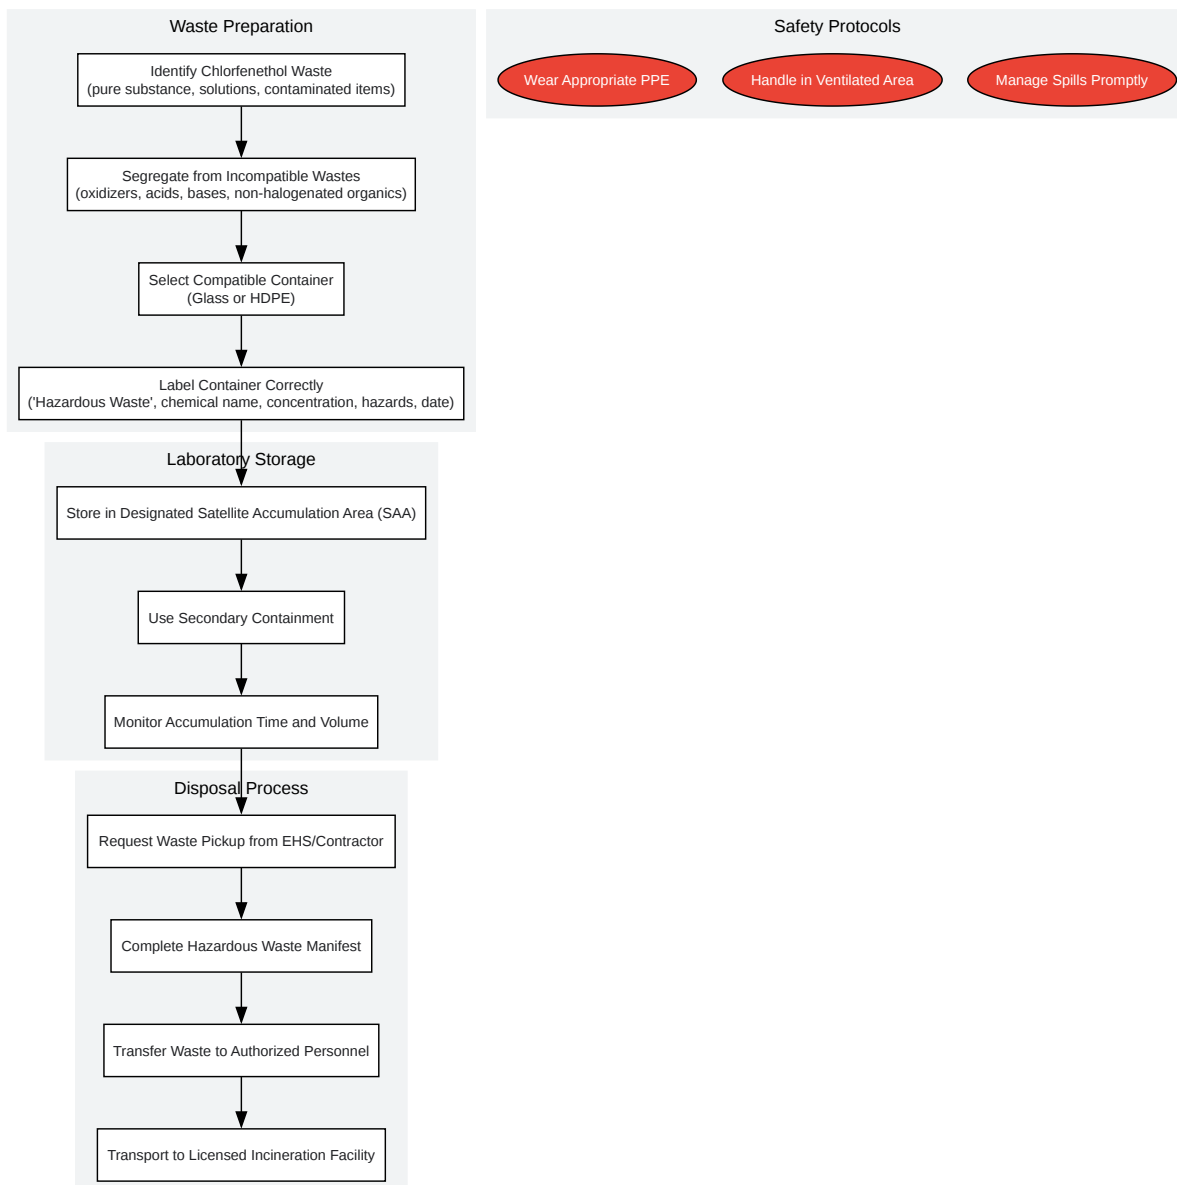 Waste Preparation
Identify Chlorfenethol Waste
(pure substance, solutions, contaminated items)
Segregate from Incompatible Wastes
(oxidizers, acids, bases, non-halogenated organics)
Select Compatible Container
(Glass or HDPE)
Label Container Correctly
('Hazardous Waste', chemical name, concentration, hazards, date)
Laboratory Storage
Store in Designated Satellite Accumulation Area (SAA)
Use Secondary Containment
Monitor Accumulation Time and Volume
Disposal Process
Request Waste Pickup from EHS/Contractor
Complete Hazardous Waste Manifest
Transfer Waste to Authorized Personnel
Transport to Licensed Incineration Facility
Safety Protocols
Wear Appropriate PPE
Handle in Ventilated Area
Manage Spills Promptly